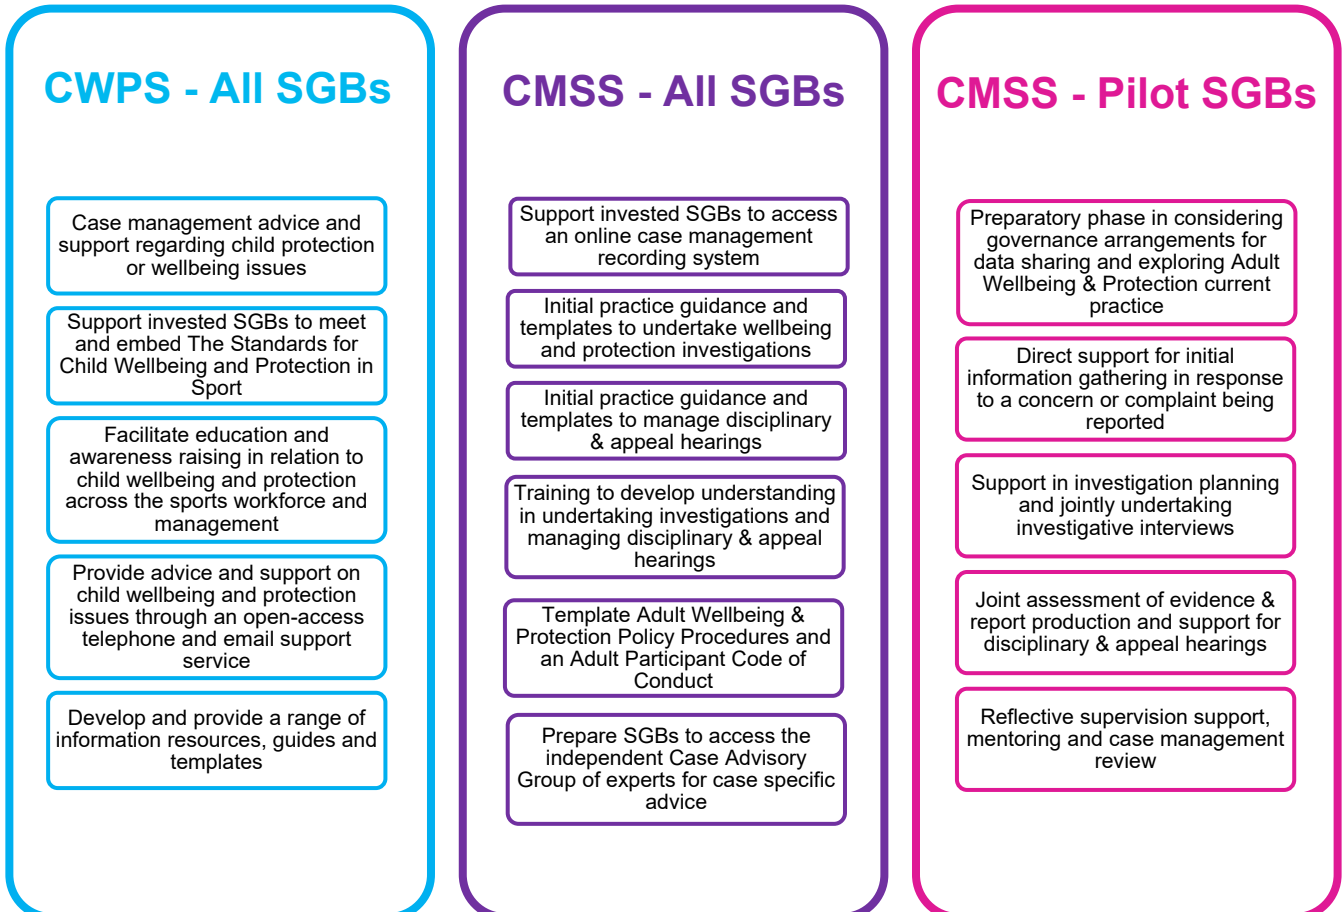 CWPS - All SGBs
Case management advice and
support regarding child protection
or wellbeing issues
Support invested SGBs to meet
and embed The Standards for
Child Wellbeing and Protection in
Sport
Facilitate education and
awareness raising in relation to
child wellbeing and protection
across the sports workforce and
management
Provide advice and support on
child wellbeing and protection
issues through an open-access
telephone and email support
service
Develop and provide a range of
information resources, guides and
templates
CMSS - All SGBs
Support invested SGBs to access
an online case management
recording system
Initial practice guidance and
templates to undertake wellbeing
and protection investigations
Initial practice guidance and
templates to manage disciplinary
& appeal hearings
Training to develop understanding
in undertaking investigations and
managing disciplinary & appeal
hearings
Template Adult Wellbeing &
Protection Policy Procedures and
an Adult Participant Code of
Conduct
Prepare SGBs to access the
independent Case Advisory
Group of experts for case specific
advice
CMSS - Pilot SGBs
Preparatory phase in considering
governance arrangements for
data sharing and exploring Adult
Wellbeing & Protection current
practice
Direct support for initial
information gathering in response
to a concern or complaint being
reported
Support in investigation planning
and jointly undertaking
investigative interviews
Joint assessment of evidence &
report production and support for
disciplinary & appeal hearings
Reflective supervision support,
mentoring and case management
review